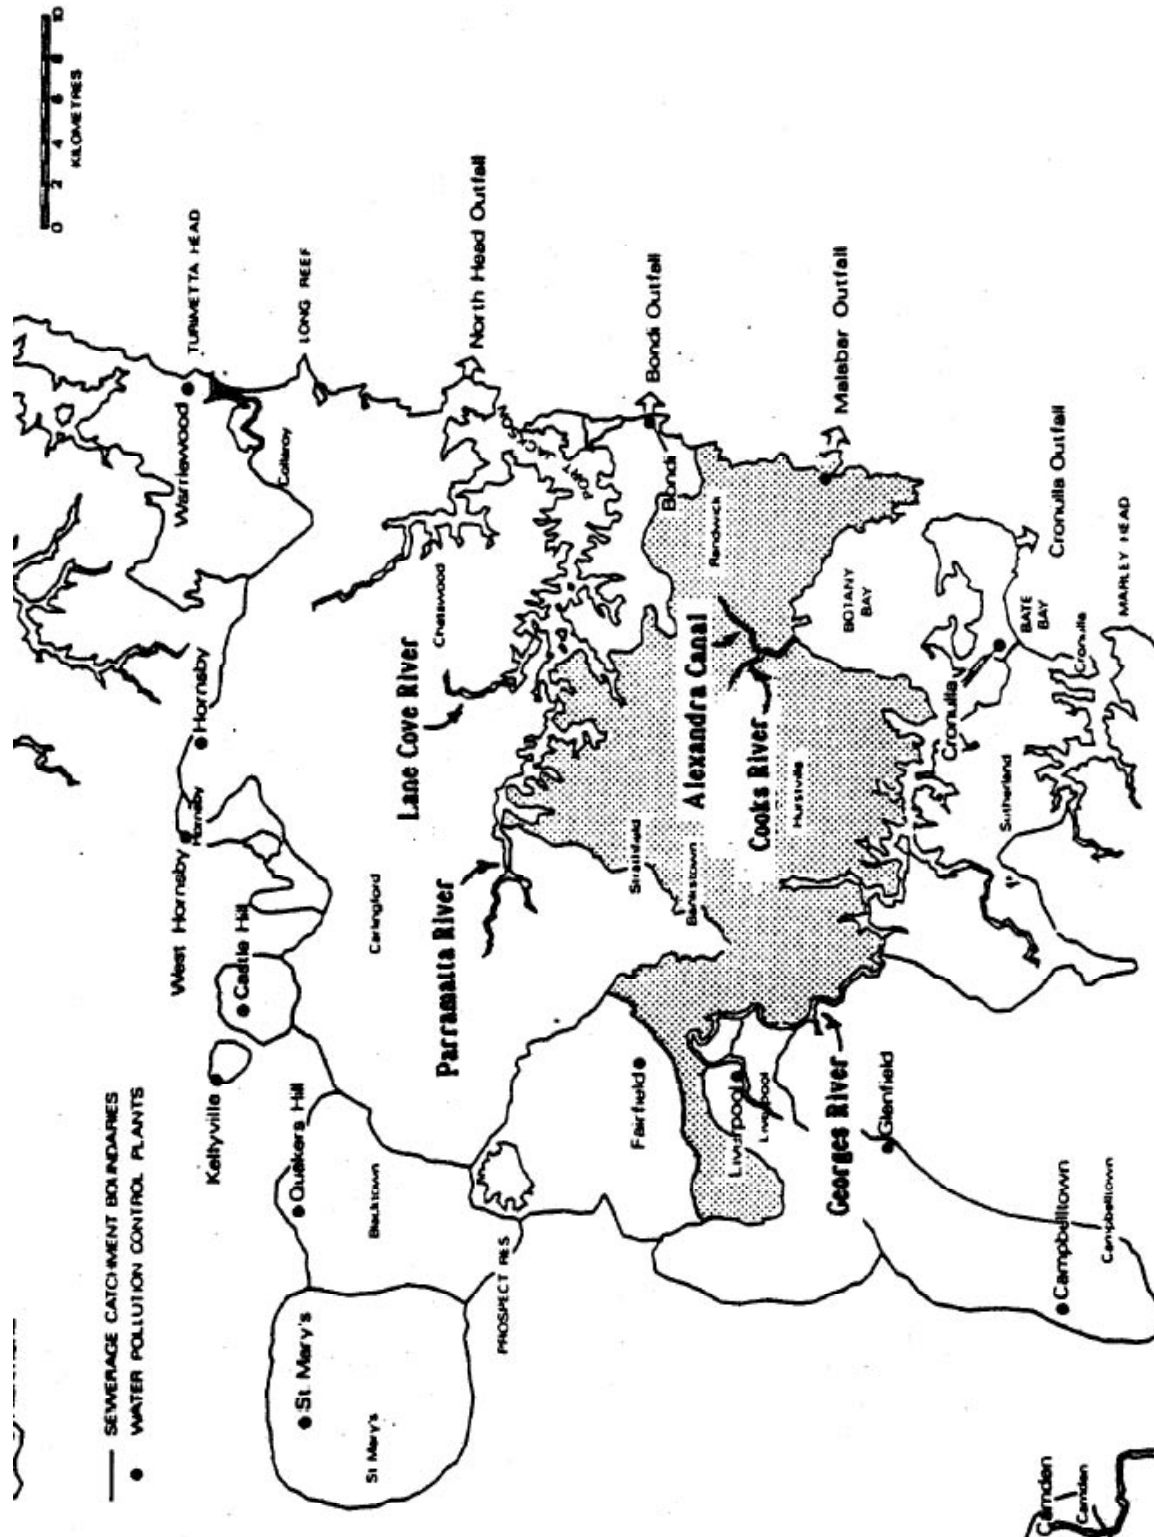 SEWERAGE CATCHMENT BOUNDARIES
WATER POLLUTION CONTROL PLANTS
0 2 4 6 8 10
KILOMETRES
TURIMETTA HEAD
Warriewood
Collaroy
LONG REEF
Hornsby
Hornsby
West Hornsby
Castle Hill
Kellyville
Quakers Hill
Blacktown
St Mary's
St Mary's
PROSPECT RES
Carlingford
Chatswood
Lane Cove River
Parramatta River
North Head Outfall
PORT JACKSON
Bondi Outfall
Bondi
Randwick
Malabar Outfall
Alexandra Canal
Cooks River
Strathfield
Bankstown
Hurstville
BOTANY
BAY
Fairfield
Liverpool
Liverpool
Georges River
Glenfield
Cronulla
Cronulla Outfall
BATE
BAY
Cronulla
MARLEY HEAD
Sutherland
Campbelltown
Campbelltown
Camden
Camden